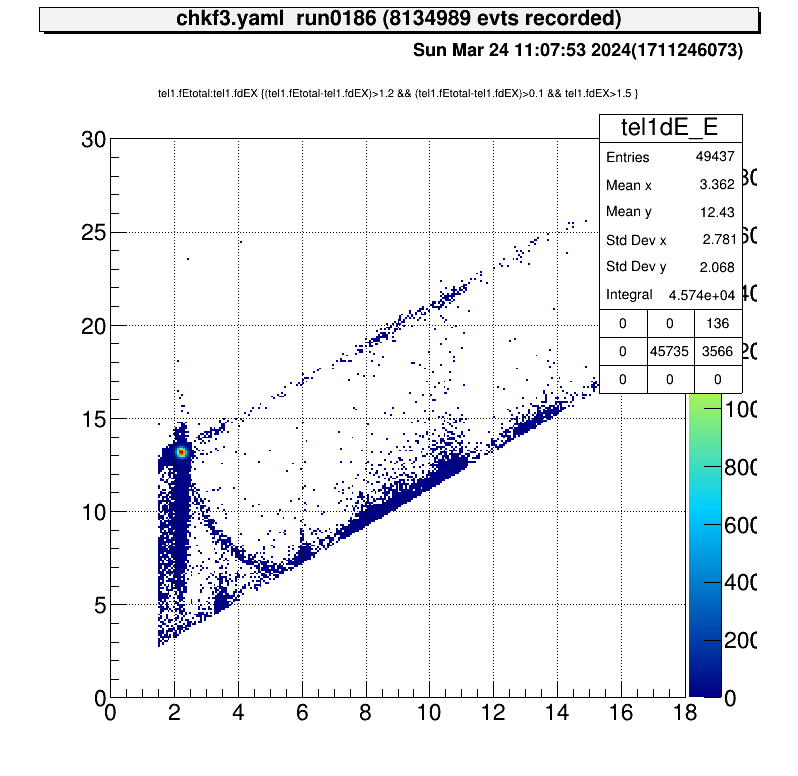 chkf3.yaml run0186 (8134989 evts recorded)
Sun Mar 24 11:07:53 2024(1711246073)
tel1.fEtotal:tel1.fdEX {(tel1.fEtotal-tel1.fdEX)>1.2 && (tel1.fEtotal-tel1.fdEX)>0.1 && tel1.fdEX>1.5 }
tel1dE_E
Entries 49437
Mean x 3.362
Mean y 12.43
Std Dev x 2.781
Std Dev y 2.068
Integral 4.574e+04
0 0 136
0 45735 3566
0 0 0
30
25
20
15
10
5
0
0 2 4 6 8 10 12 14 16 18
800
600
400
200
0